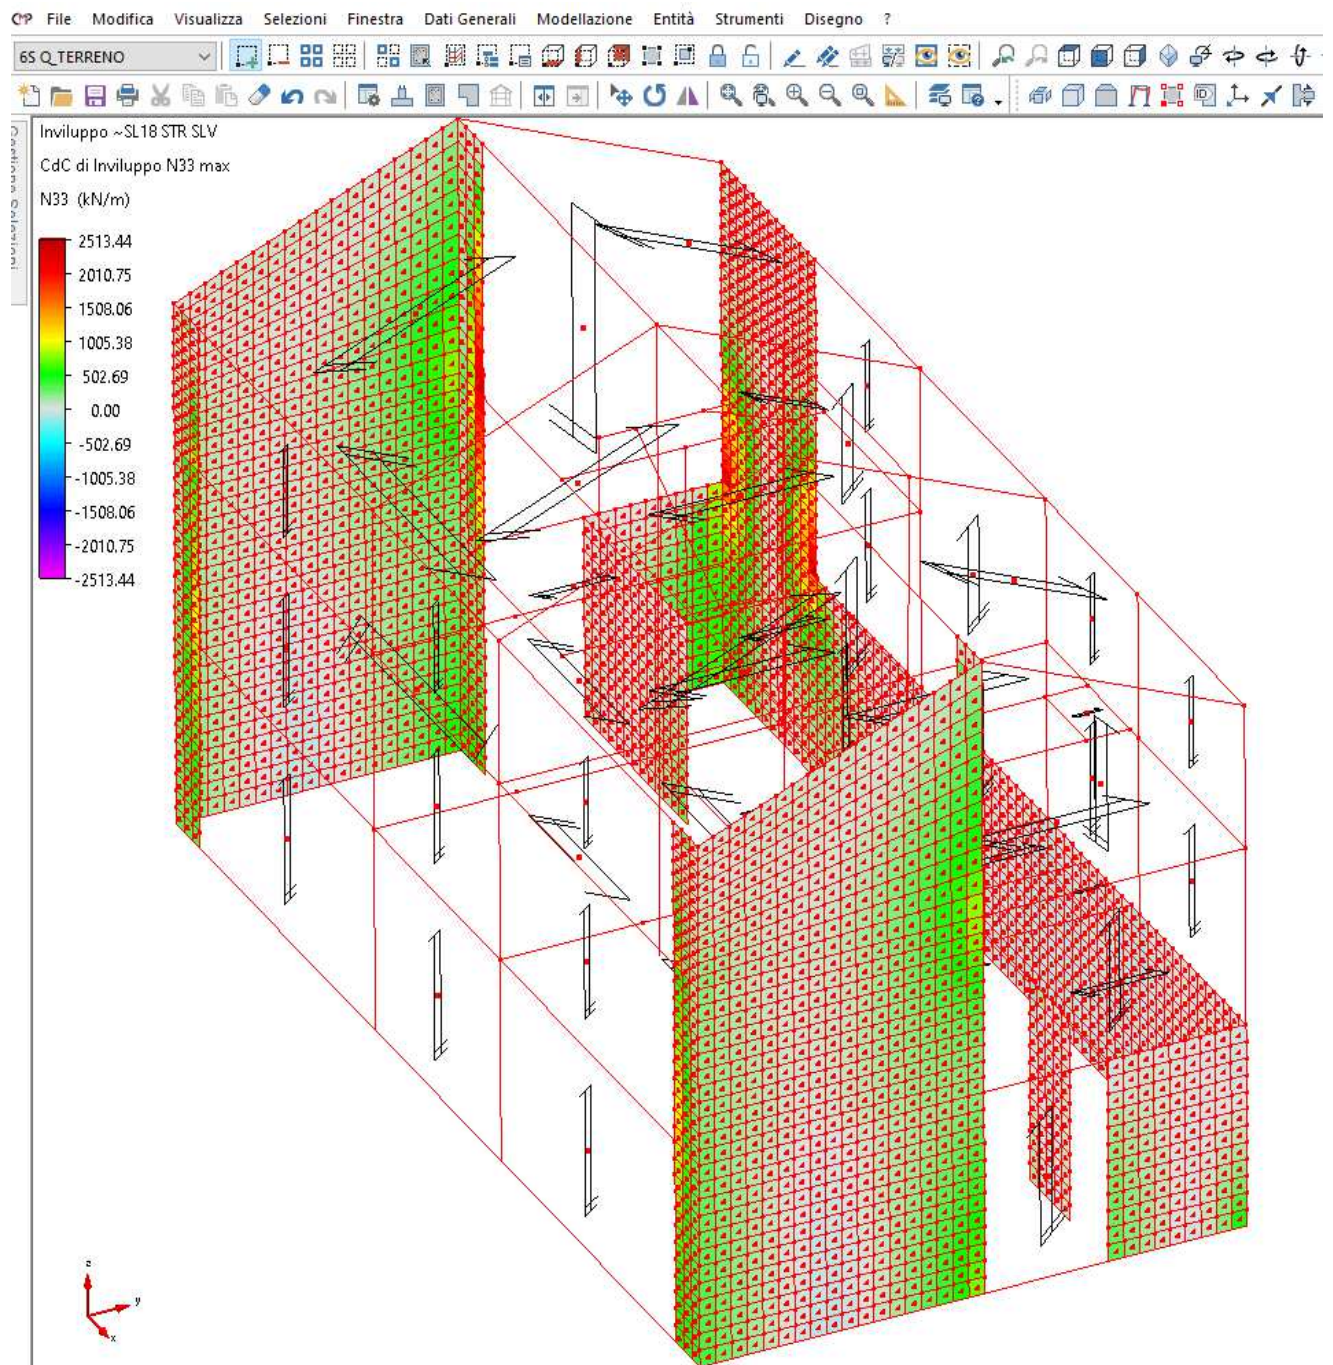 File Modifica Visualizza Selezioni Finestra Dati Generali Modellazione Entità Strumenti Disegno ?
6S Q_TERRENO
Inviluppo ~SL18 STR SLV
CdC di Inviluppo N33 max
N33 (kN/m)
2513.44
2010.75
1508.06
1005.38
502.69
0.00
-502.69
-1005.38
-1508.06
-2010.75
-2513.44
z
y
x